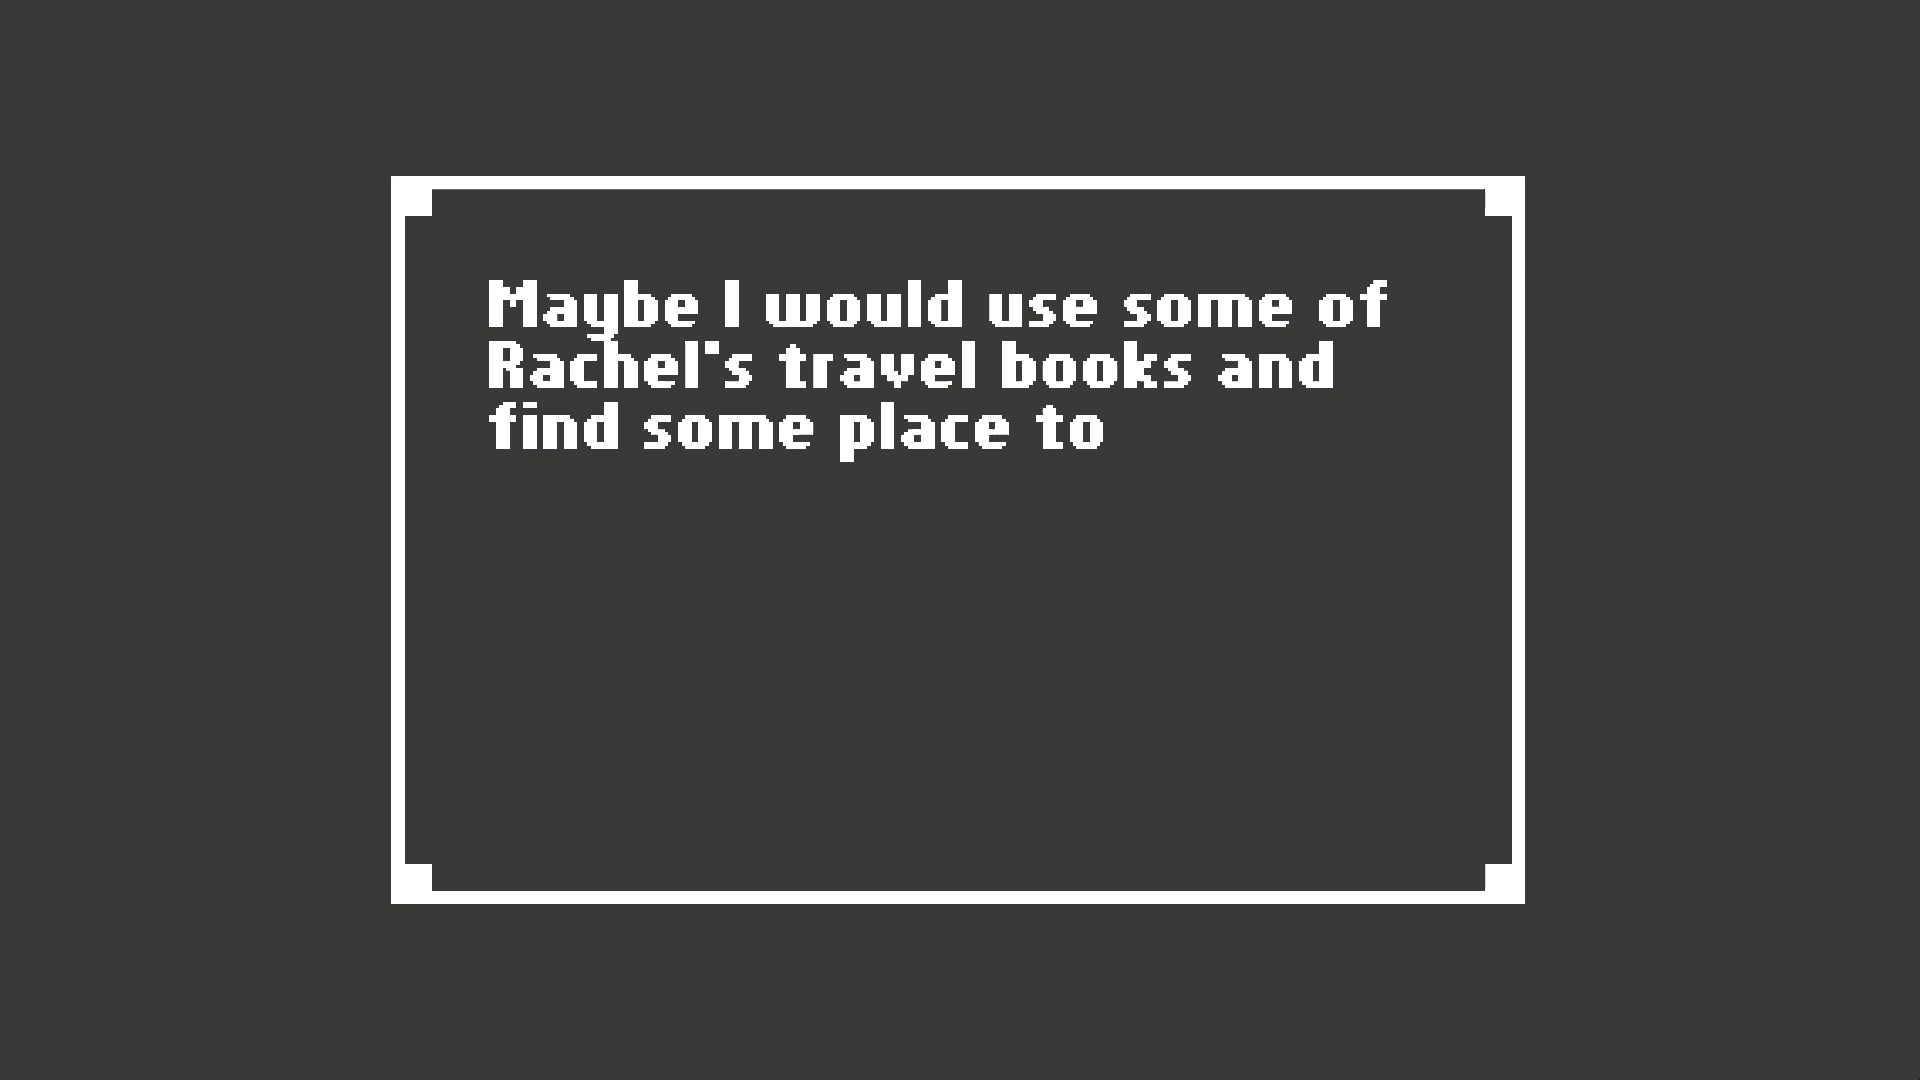 Maybe I would use some of
Rachel's travel books and
find some place to